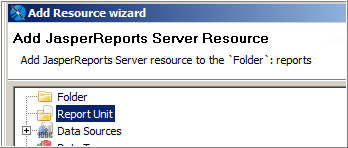 Add Resource wizard
Add JasperReports Server Resource
Add JasperReports Server resource to the `Folder`: reports
Folder
Report Unit
Data Sources